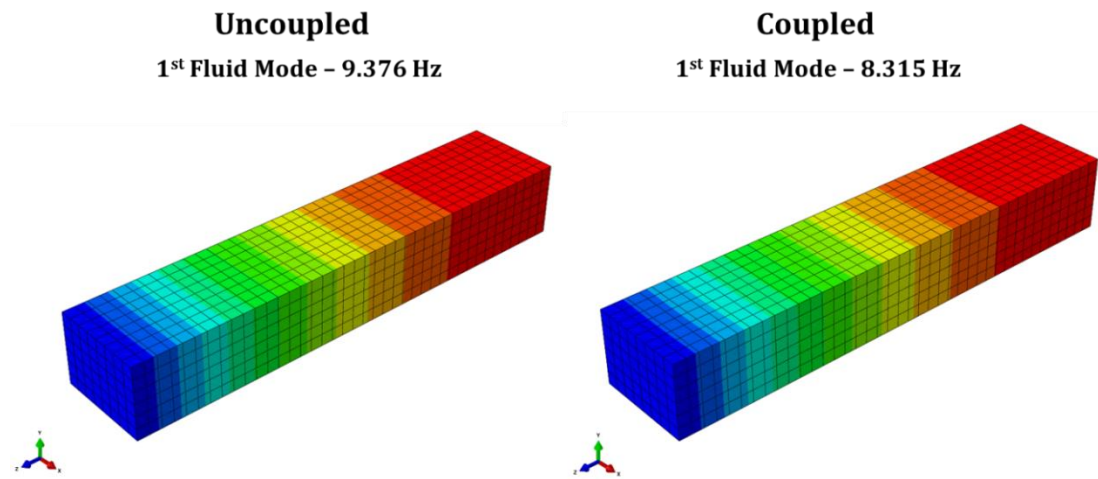 Uncoupled
1st Fluid Mode – 9.376 Hz
Coupled
1st Fluid Mode – 8.315 Hz
Y
Z
X
Y
Z
X